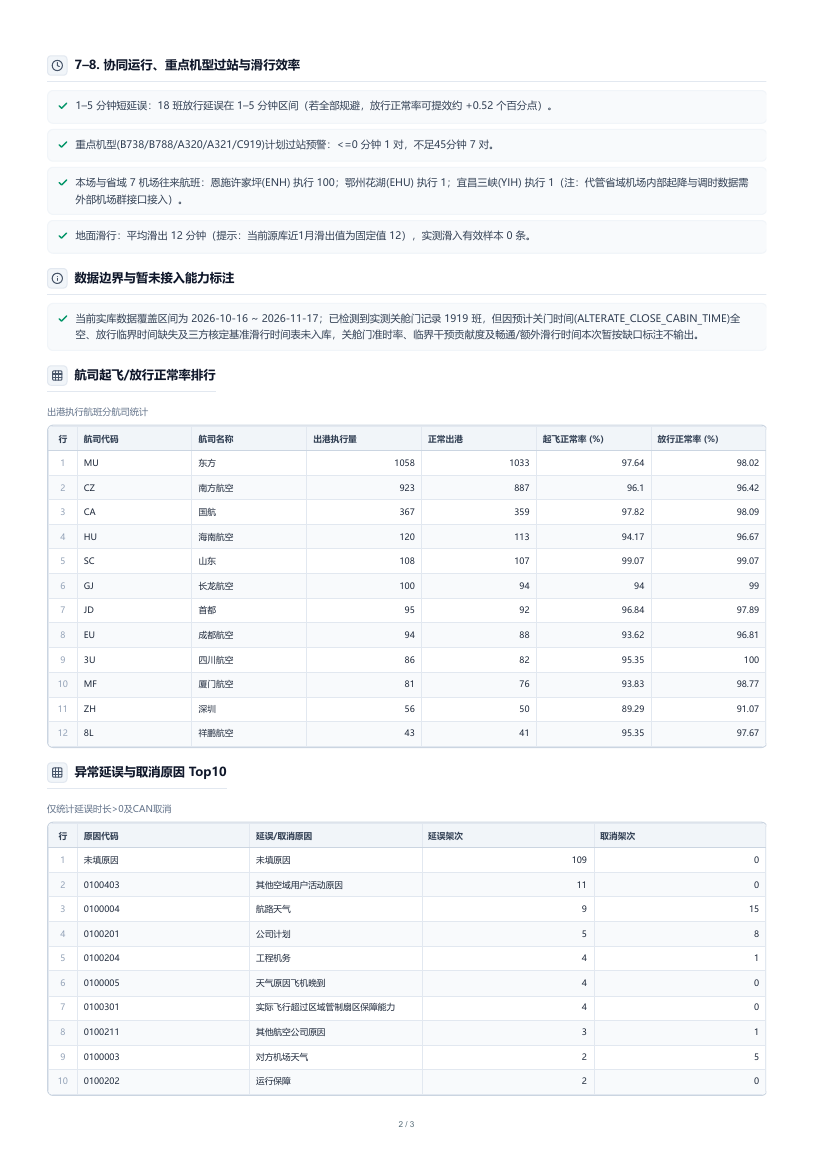 7–8. 协同运行、重点机型过站与滑行效率
1–5 分钟短延误：18 班放行延误在 1–5 分钟区间（若全部规避，放行正常率可提效约 +0.52 个百分点）。
重点机型(B738/B788/A320/A321/C919)计划过站预警：<=0 分钟 1 对，不足45分钟 7 对。
本场与省域 7 机场往来航班：恩施许家坪(ENH) 执行 100；鄂州花湖(EHU) 执行 1；宜昌三峡(YIH) 执行 1（注：代管省域机场内部起降与调时数据需
外部机场群接口接入）。
地面滑行：平均滑出 12 分钟（提示：当前源库近1月滑出值为固定值 12），实测滑入有效样本 0 条。
数据边界与暂未接入能力标注
当前实库数据覆盖区间为 2026-10-16 ~ 2026-11-17；已检测到实测关舱门记录 1919 班，但因预计关门时间(ALTERATE_CLOSE_CABIN_TIME)全
空、放行临界时间缺失及三方核定基准滑行时间表未入库，关舱门准时率、临界干预贡献度及畅通/额外滑行时间本次暂按缺口标注不输出。
航司起飞/放行正常率排行
出港执行航班分航司统计
行 航司代码 航司名称 出港执行量 正常出港 起飞正常率 (%) 放行正常率 (%)
1 MU 东方 1058 1033 97.64 98.02
2 CZ 南方航空 923 887 96.1 96.42
3 CA 国航 367 359 97.82 98.09
4 HU 海南航空 120 113 94.17 96.67
5 SC 山东 108 107 99.07 99.07
6 GJ 长龙航空 100 94 94 99
7 JD 首都 95 92 96.84 97.89
8 EU 成都航空 94 88 93.62 96.81
9 3U 四川航空 86 82 95.35 100
10 MF 厦门航空 81 76 93.83 98.77
11 ZH 深圳 56 50 89.29 91.07
12 8L 祥鹏航空 43 41 95.35 97.67
异常延误与取消原因 Top10
仅统计延误时长>0及CAN取消
行 原因代码 延误/取消原因 延误架次 取消架次
1 未填原因 未填原因 109 0
2 0100403 其他空域用户活动原因 11 0
3 0100004 航路天气 9 15
4 0100201 公司计划 5 8
5 0100204 工程机务 4 1
6 0100005 天气原因飞机晚到 4 0
7 0100301 实际飞行超过区域管制扇区保障能力 4 0
8 0100211 其他航空公司原因 3 1
9 0100003 对方机场天气 2 5
10 0100202 运行保障 2 0
2 / 3